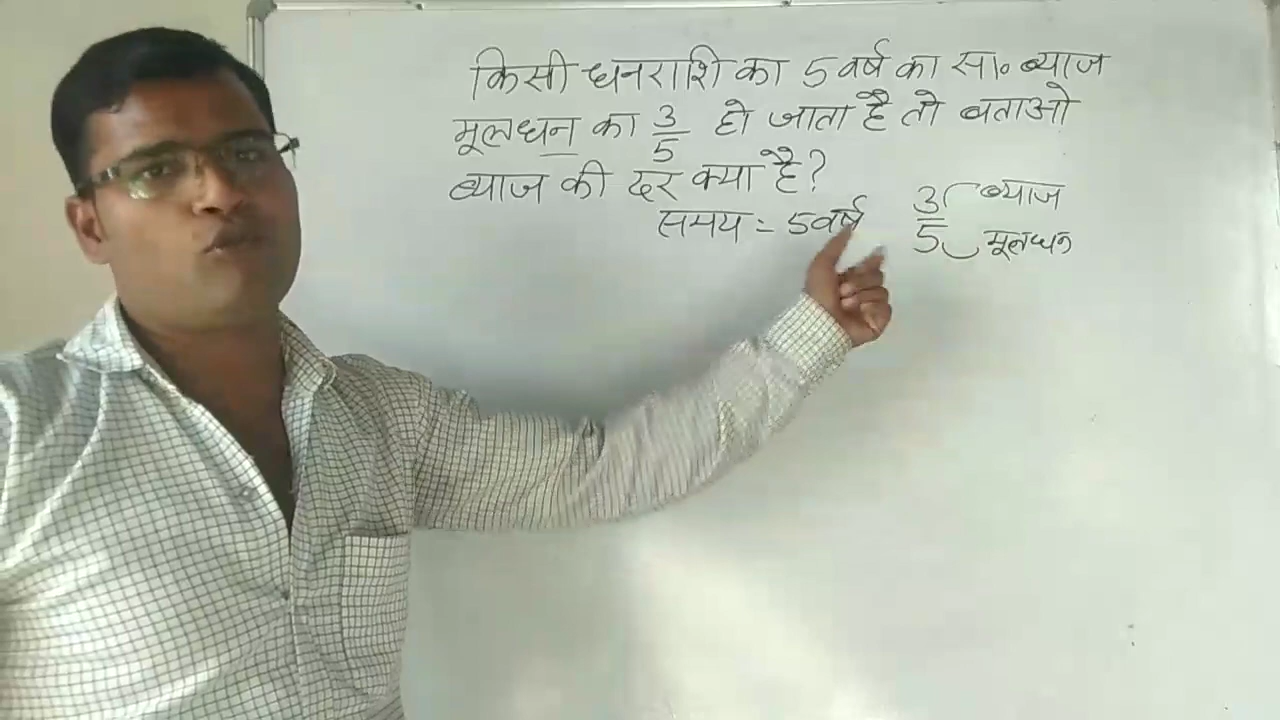 किसी धनराशि का 5 वर्ष का सा० ब्याज
मूलधन का 3/5 हो जाता है तो बताओ
ब्याज की दर क्या है?
समय = 5 वर्ष
3 ब्याज
5 मूलधन